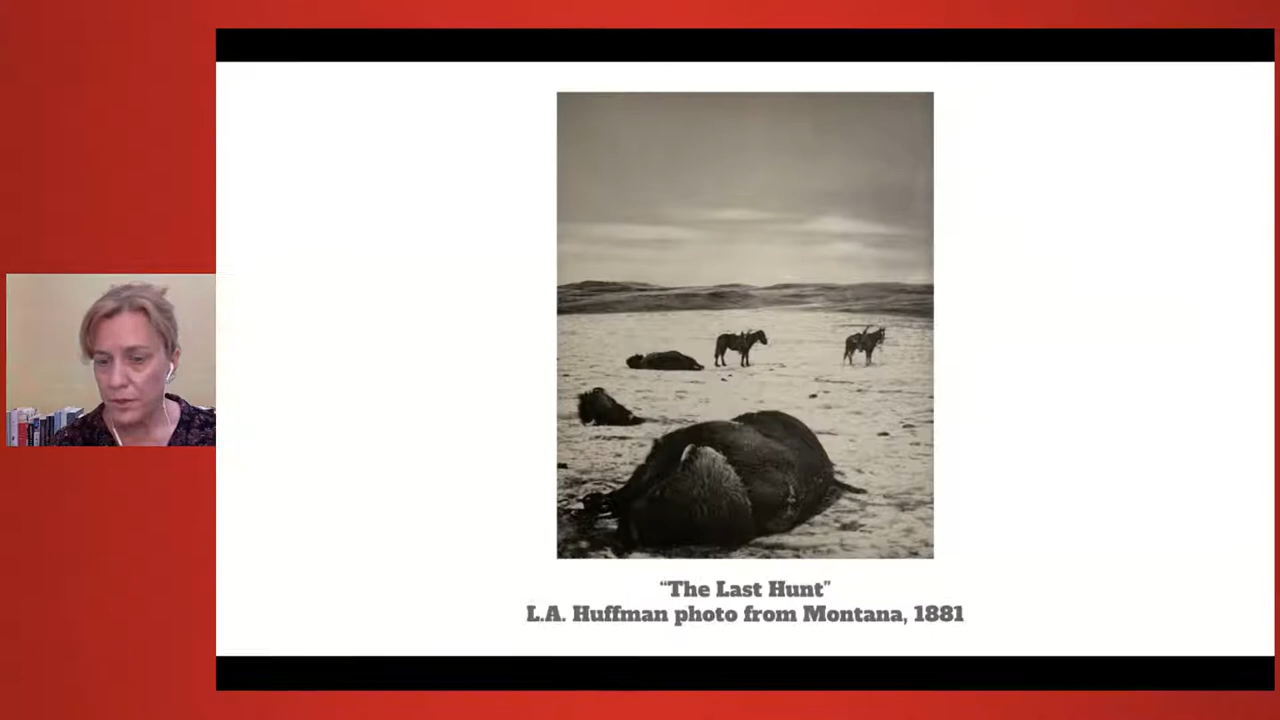 “The Last Hunt”
L.A. Huffman photo from Montana, 1881